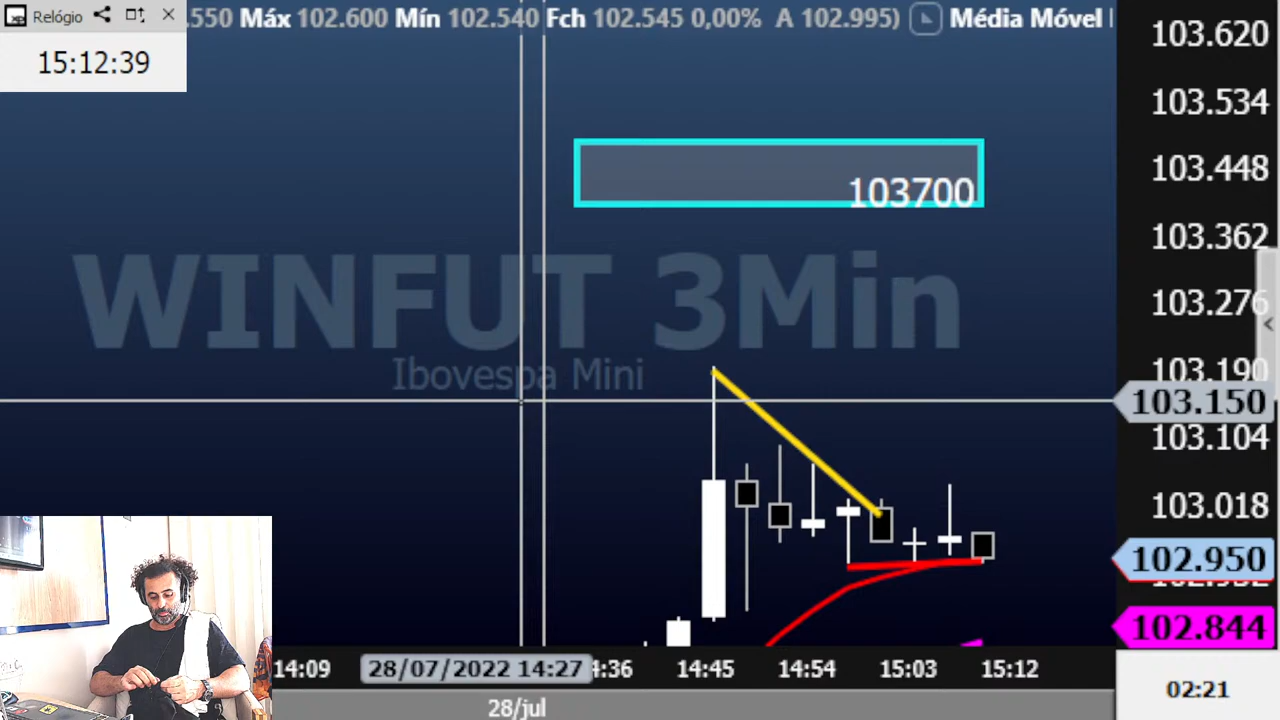 Relógio
15:12:39
.550 Máx 102.600 Mín 102.540 Fch 102.545 0,00% A 102.995) Média Móvel
103700
WINFUT 3Min
Ibovespa Mini
103.620
103.534
103.448
103.362
103.276
103.190
103.150
103.104
103.018
102.950
102.844
14:09 28/07/2022 14:27 4:36 14:45 14:54 15:03 15:12
28/jul
02:21